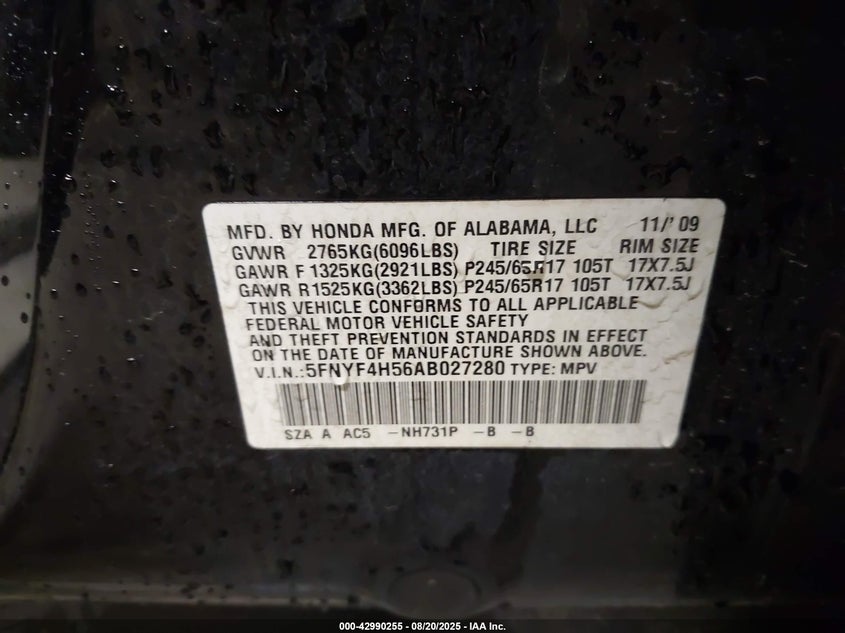 MFD. BY HONDA MFG. OF ALABAMA, LLC 11/'09
GVWR 2765KG(6096LBS) TIRE SIZE RIM SIZE
GAWR F 1325KG(2921LBS) P245/65R17 105T 17X7.5J
GAWR R1525KG(3362LBS) P245/65R17 105T 17X7.5J
THIS VEHICLE CONFORMS TO ALL APPLICABLE
FEDERAL MOTOR VEHICLE SAFETY
AND THEFT PREVENTION STANDARDS IN EFFECT
ON THE DATE OF MANUFACTURE SHOWN ABOVE.
V.I.N.:5FNYF4H56AB027280 TYPE: MPV
SZA A AC5 -NH731P -B -B
000-42990255 - 08/20/2025 - IAA Inc.